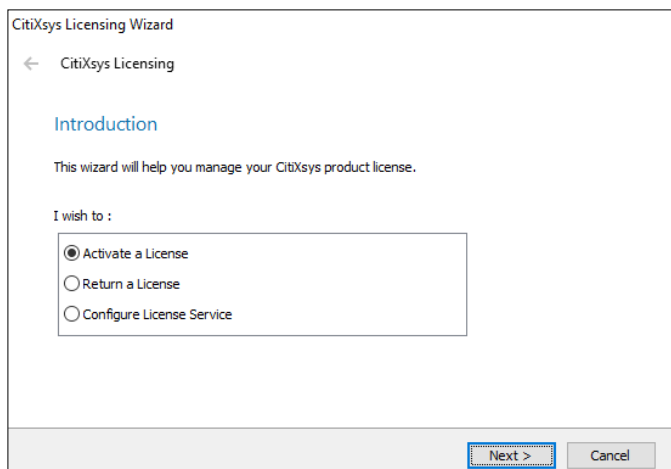 CitiXsys Licensing Wizard
CitiXsys Licensing
Introduction
This wizard will help you manage your CitiXsys product license.
I wish to :
Activate a License
Return a License
Configure License Service
Next > Cancel